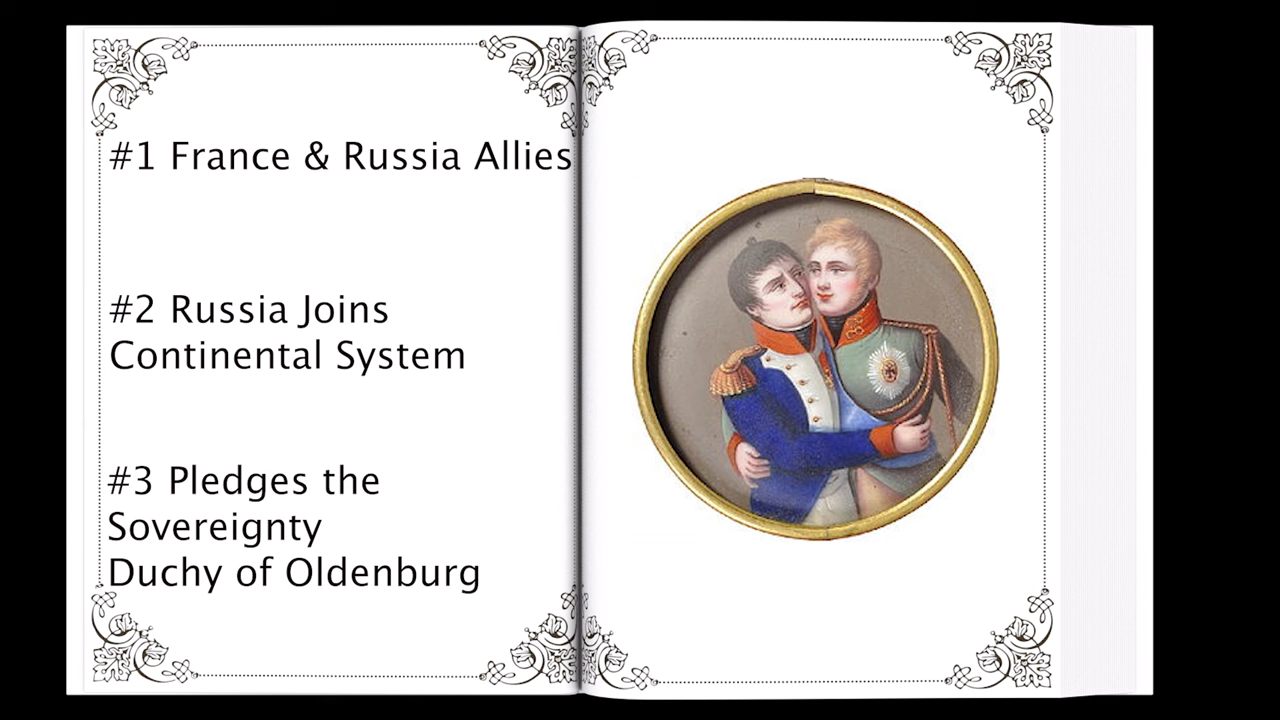 #1 France & Russia Allies
#2 Russia Joins
Continental System
#3 Pledges the
Sovereignty
Duchy of Oldenburg